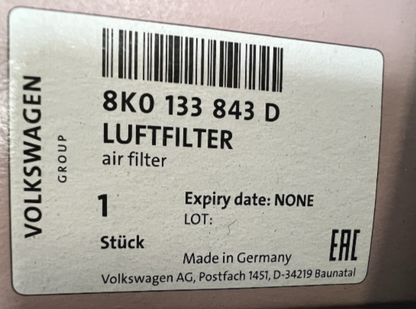 VOLKSWAGEN
GROUP
8K0 133 843 D
LUFTFILTER
air filter
1
Stück
Expiry date: NONE
LOT:
Made in Germany
EAC
Volkswagen AG, Postfach 1451, D-34219 Baunatal